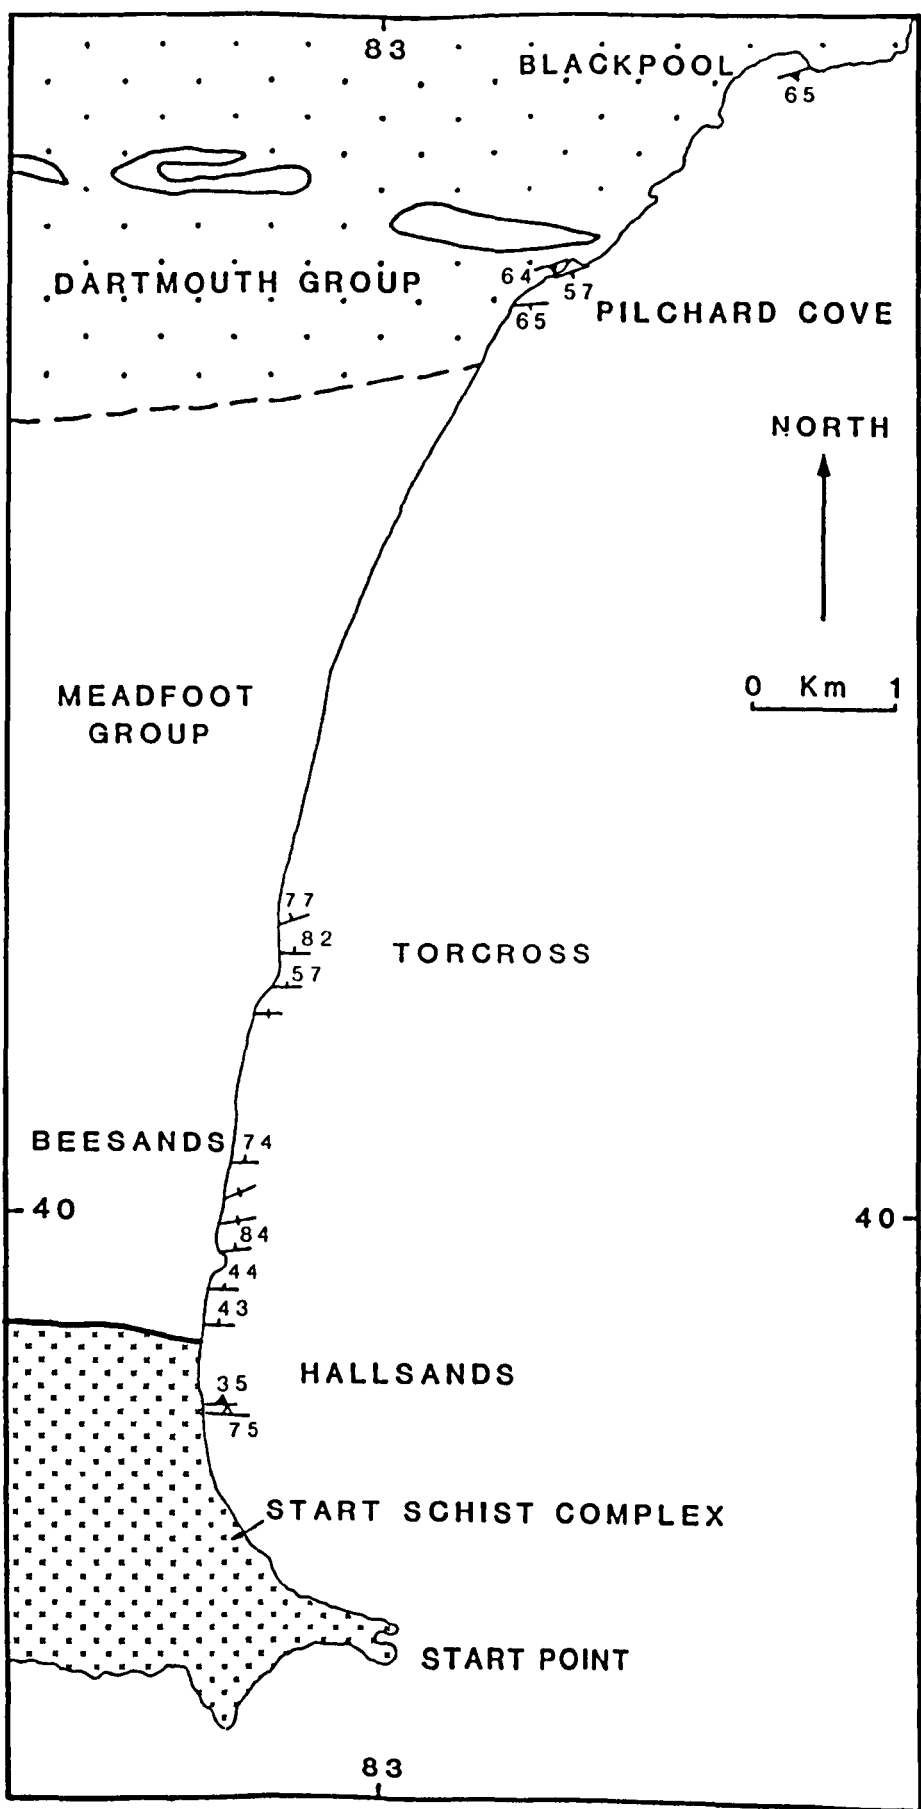 83
BLACKPOOL
65
DARTMOUTH GROUP
64
57
65
PILCHARD COVE
NORTH
MEADFOOT
GROUP
0 Km 1
77
82
TORCROSS
57
BEESANDS
74
40
40
84
44
43
HALLSANDS
35
75
START SCHIST COMPLEX
START POINT
83